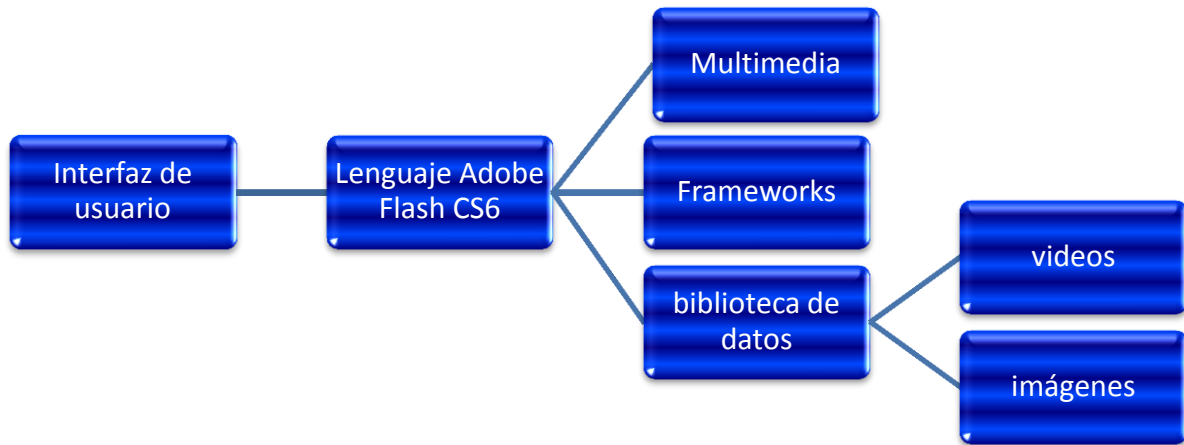 Interfaz de
usuario
Lenguaje Adobe
Flash CS6
Multimedia
Frameworks
biblioteca de
datos
videos
imágenes